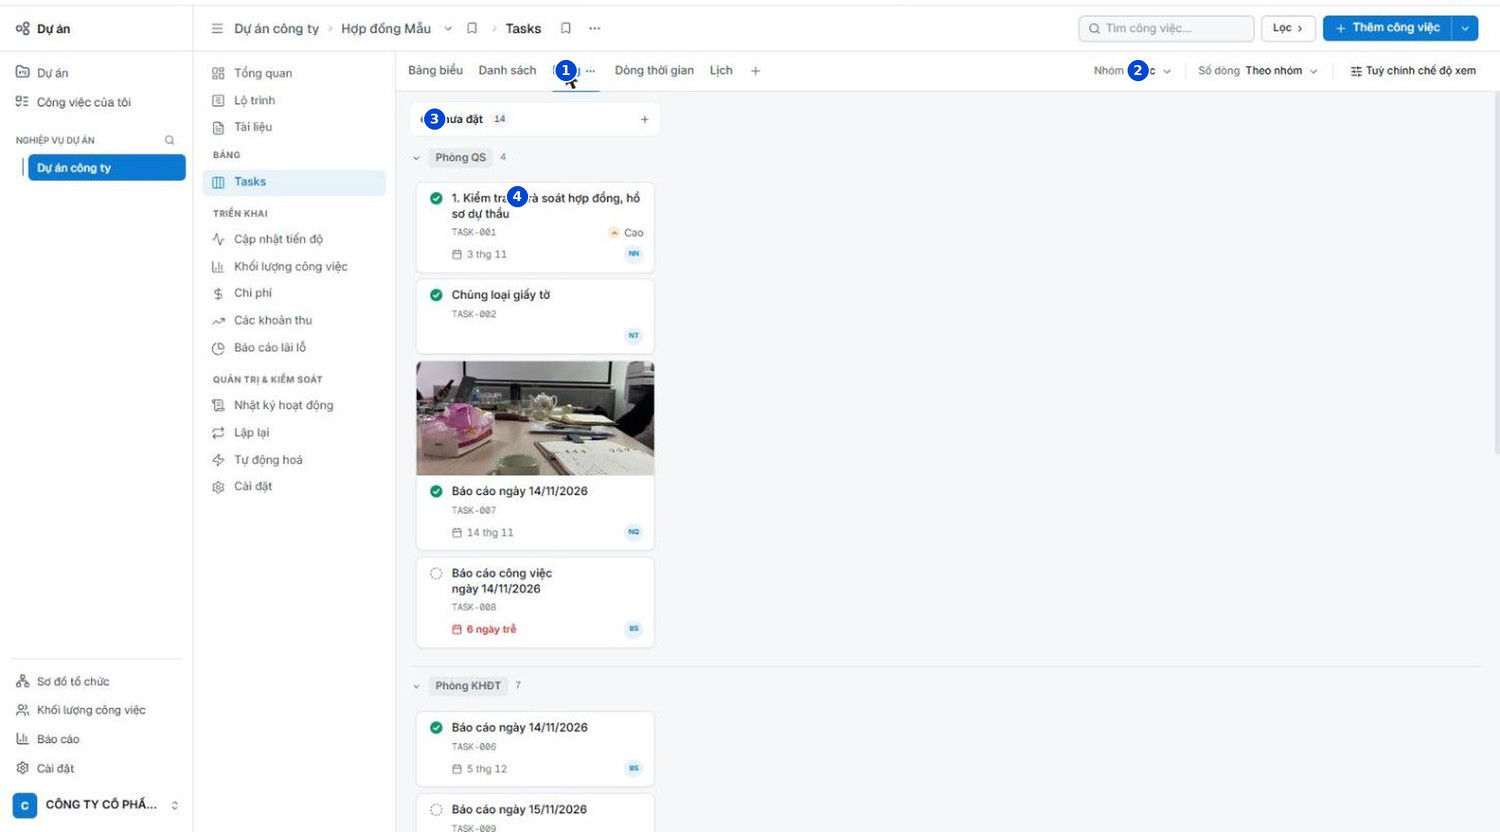 Dự án
Dự án công ty › Hợp đồng Mẫu › Tasks
Tìm công việc...
Lọc ›
+ Thêm công việc
Dự án
Công việc của tôi
NGHIỆP VỤ DỰ ÁN
Dự án công ty
Tổng quan
Lộ trình
Tài liệu
BẢNG
Tasks
TRIỂN KHAI
Cập nhật tiến độ
Khối lượng công việc
Chi phí
Các khoản thu
Báo cáo lãi lỗ
QUẢN TRỊ & KIỂM SOÁT
Nhật ký hoạt động
Lặp lại
Tự động hoá
Cài đặt
Bảng biểu
Danh sách
1
Dòng thời gian
Lịch
Nhóm
2
Số dòng Theo nhóm
Tuỳ chỉnh chế độ xem
3
đặt 14
Phòng QS 4
1. Kiểm 4 soát hợp đồng, hồ
sơ dự thầu
TASK-001
Cao
3 thg 11
NN
Chủng loại giấy tờ
TASK-002
NT
Báo cáo ngày 14/11/2026
TASK-007
14 thg 11
NQ
Báo cáo công việc
ngày 14/11/2026
TASK-008
6 ngày trễ
BS
Phòng KHĐT 7
Báo cáo ngày 14/11/2026
TASK-006
5 thg 12
BS
Báo cáo ngày 15/11/2026
TASK-009
Sơ đồ tổ chức
Khối lượng công việc
Báo cáo
Cài đặt
C
CÔNG TY CỔ PHẦ...